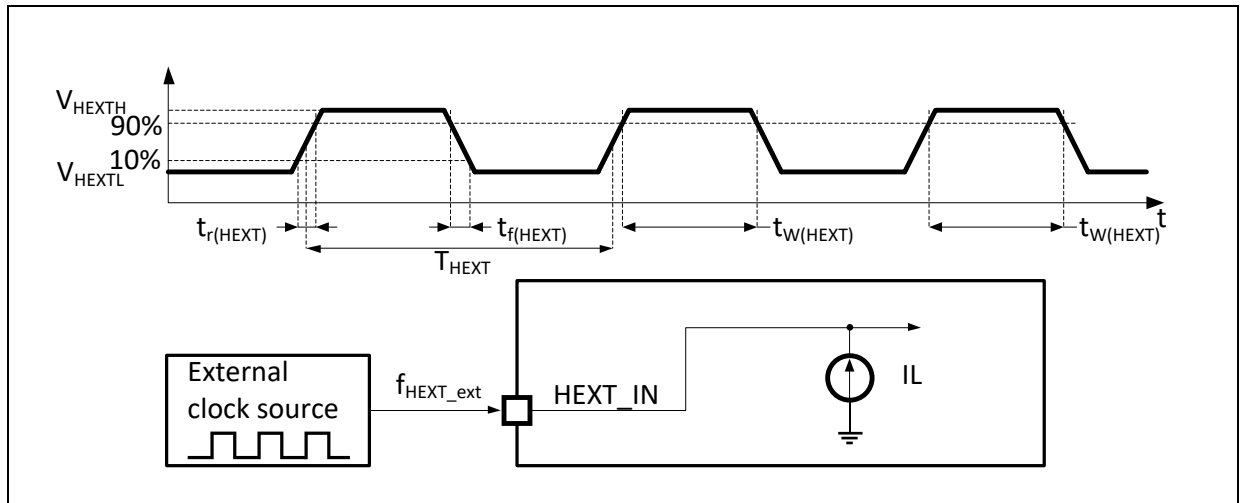 VHEXTH
90%
10%
VHEXTL
tr(HEXT)
tf(HEXT)
tW(HEXT)
tW(HEXT)
t
THEXT
External
clock source
fHEXT_ext
HEXT_IN
IL